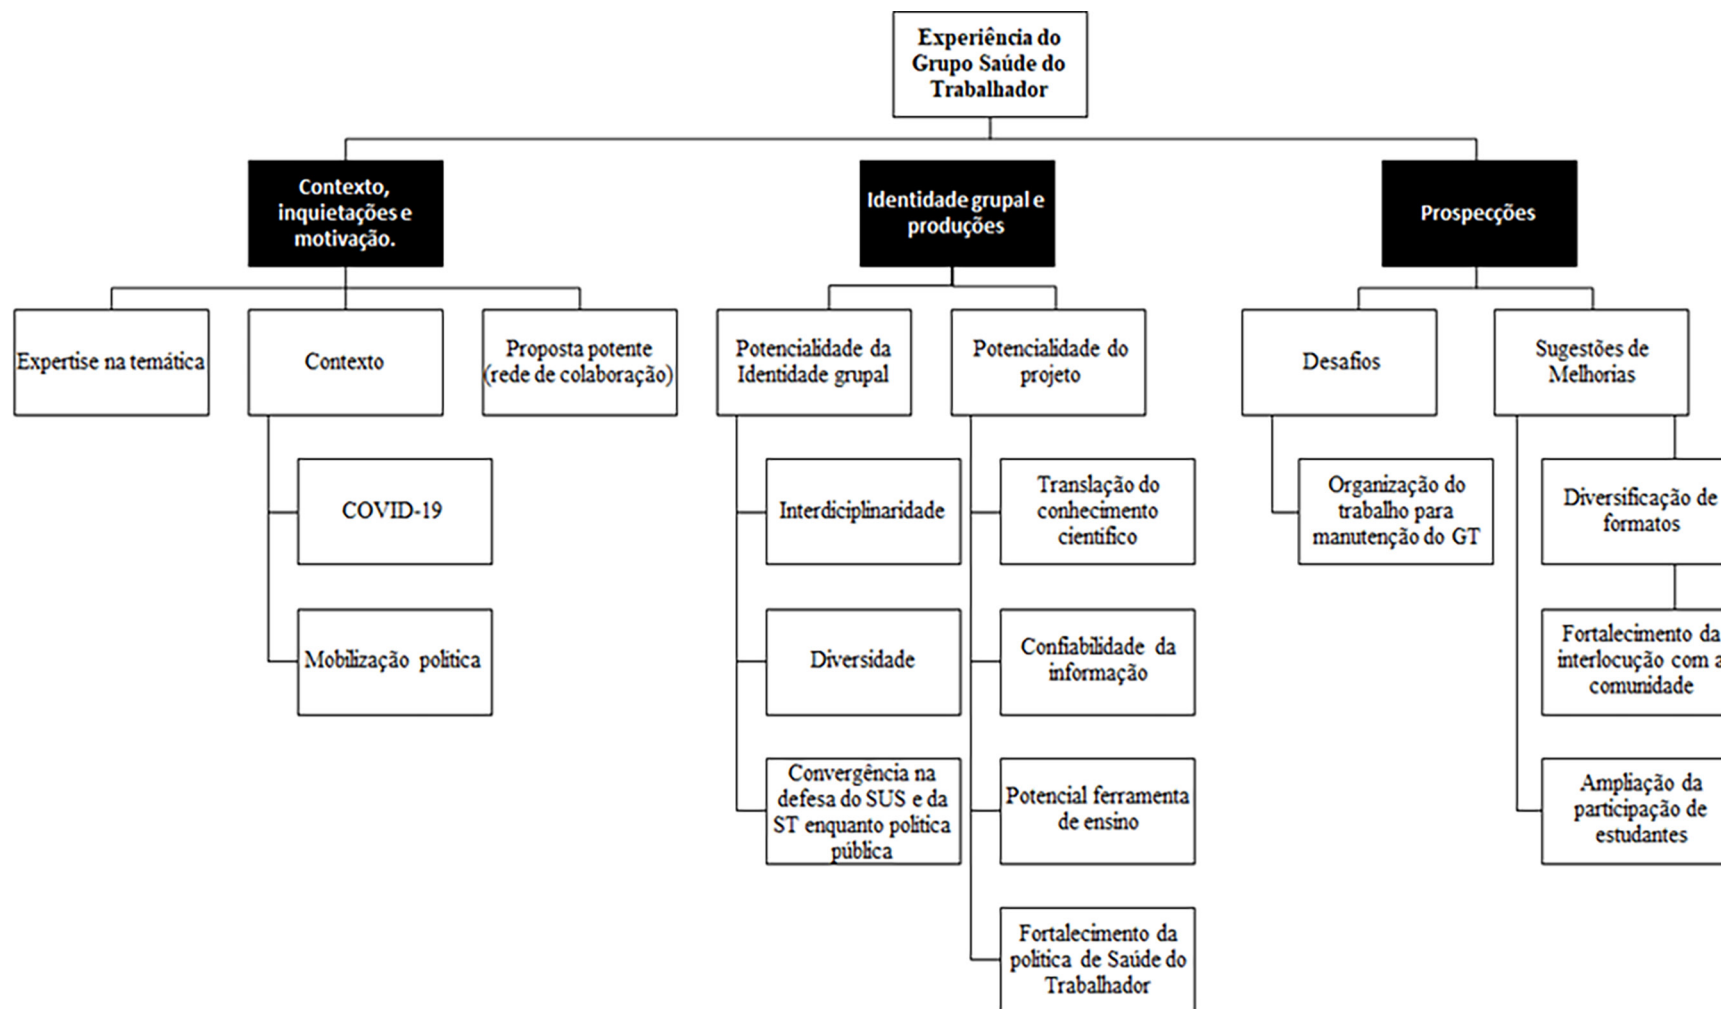 Experiência do
Grupo Saúde do
Trabalhador
Contexto,
inquietações e
motivação.
Identidade grupal e
produções
Prospecções
Expertise na temática
Contexto
Proposta potente
(rede de colaboração)
Potencialidade da
Identidade grupal
Potencialidade do
projeto
Desafios
Sugestões de
Melhorias
COVID-19
Mobilização política
Interdiciplinaridade
Diversidade
Convergência na
defesa do SUS e da
ST enquanto política
pública
Translação do
conhecimento
científico
Confiabilidade da
informação
Potencial ferramenta
de ensino
Fortalecimento da
política de Saúde do
Trabalhador
Organização do
trabalho para
manutenção do GT
Diversificação de
formatos
Fortalecimento da
interlocução com a
comunidade
Ampliação da
participação de
estudantes